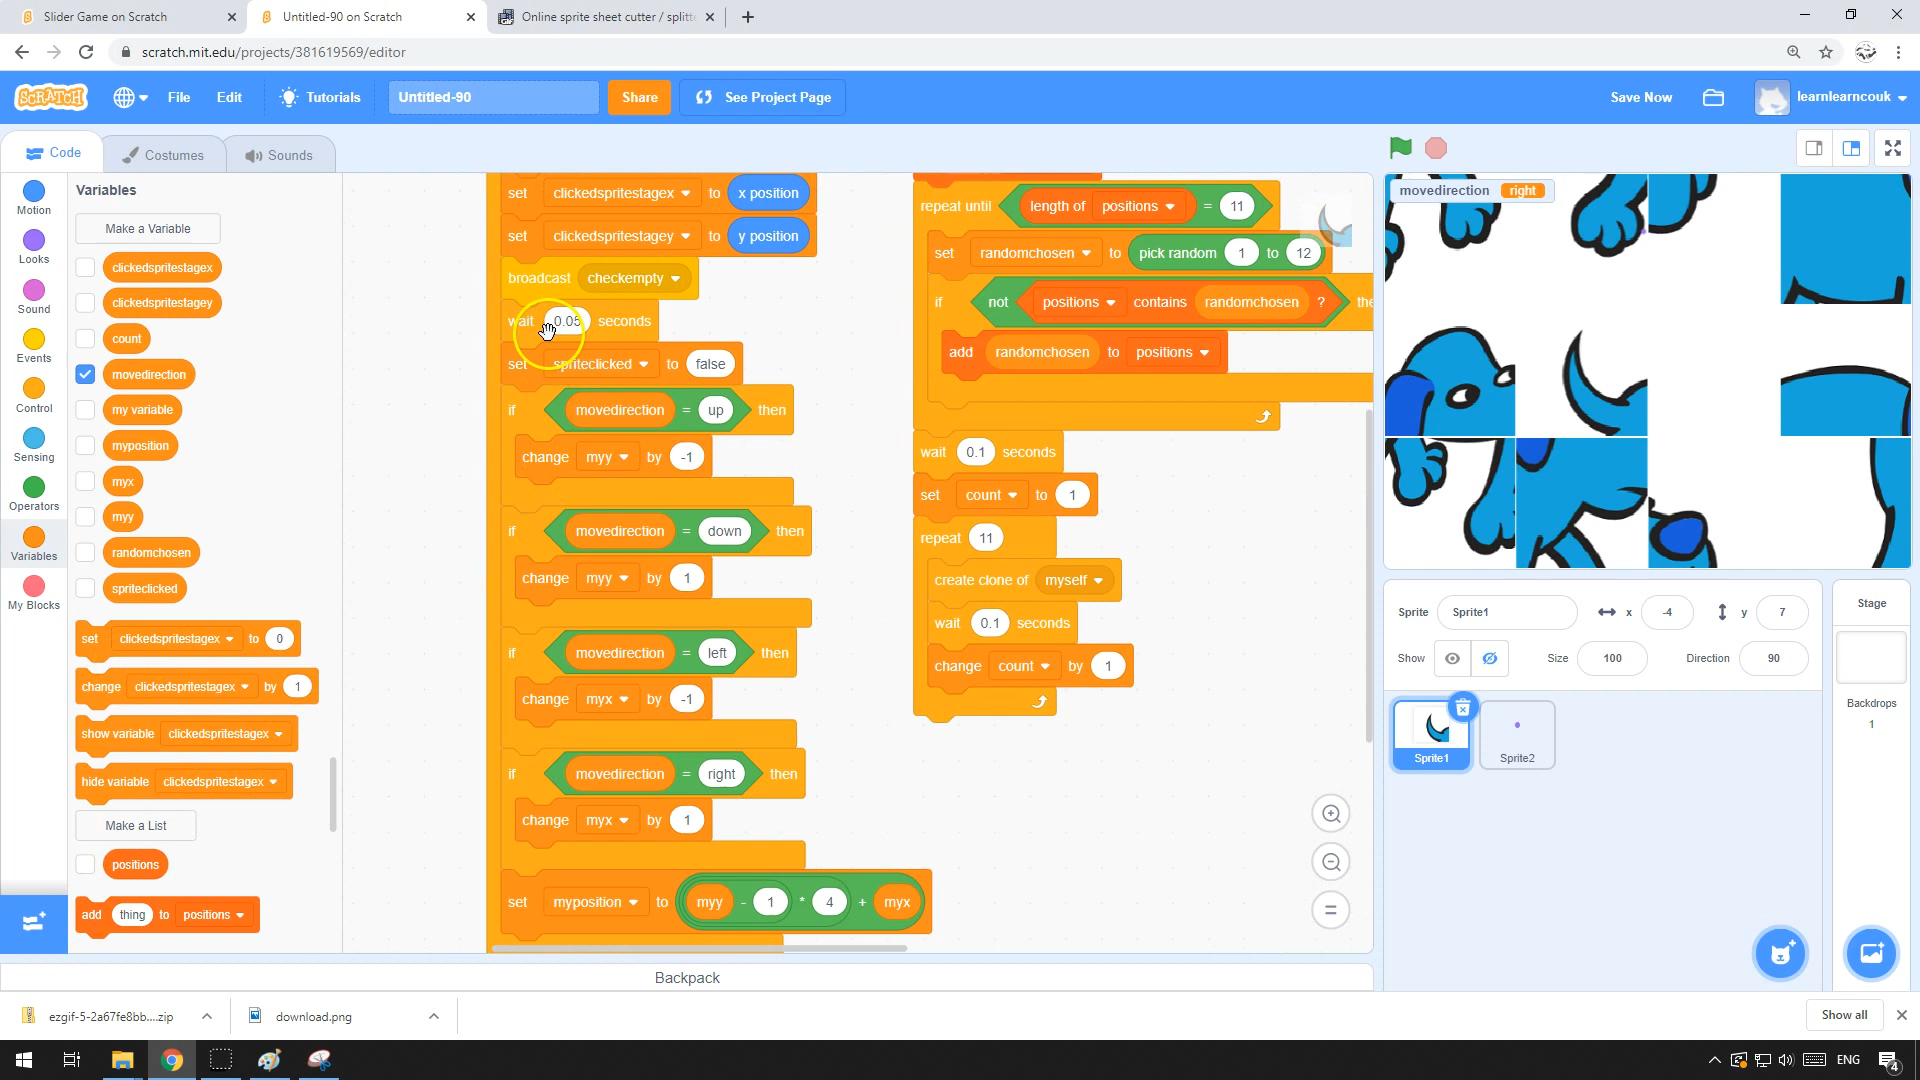 Slider Game on Scratch
Untitled-90 on Scratch
Online sprite sheet cutter / splitt
scratch.mit.edu/projects/381619569/editor
SCRATCH
File
Edit
Tutorials
Untitled-90
Share
See Project Page
Save Now
learnlearncouk
Code
Costumes
Sounds
Motion
Looks
Sound
Events
Control
Sensing
Operators
Variables
My Blocks
Variables
Make a Variable
clickedspritestagex
clickedspritestagey
count
movedirection
my variable
myposition
myx
myy
randomchosen
spriteclicked
set clickedspritestagex to 0
change clickedspritestagex by 1
show variable clickedspritestagex
hide variable clickedspritestagex
Make a List
positions
add thing to positions
set clickedspritestagex to x position
set clickedspritestagey to y position
broadcast checkempty
wait 0.05 seconds
set spriteclicked to false
if movedirection = up then
change myy by -1
if movedirection = down then
change myy by 1
if movedirection = left then
change myx by -1
if movedirection = right then
change myx by 1
set myposition to myy - 1 * 4 + myx
repeat until length of positions = 11
set randomchosen to pick random 1 to 12
if not positions contains randomchosen ? the
add randomchosen to positions
wait 0.1 seconds
set count to 1
repeat 11
create clone of myself
wait 0.1 seconds
change count by 1
Backpack
movedirection right
Sprite Sprite1 x -4 y 7
Show Size 100 Direction 90
Sprite1
Sprite2
Stage
Backdrops
1
ezgif-5-2a67fe8bb....zip
download.png
Show all
ENG
4